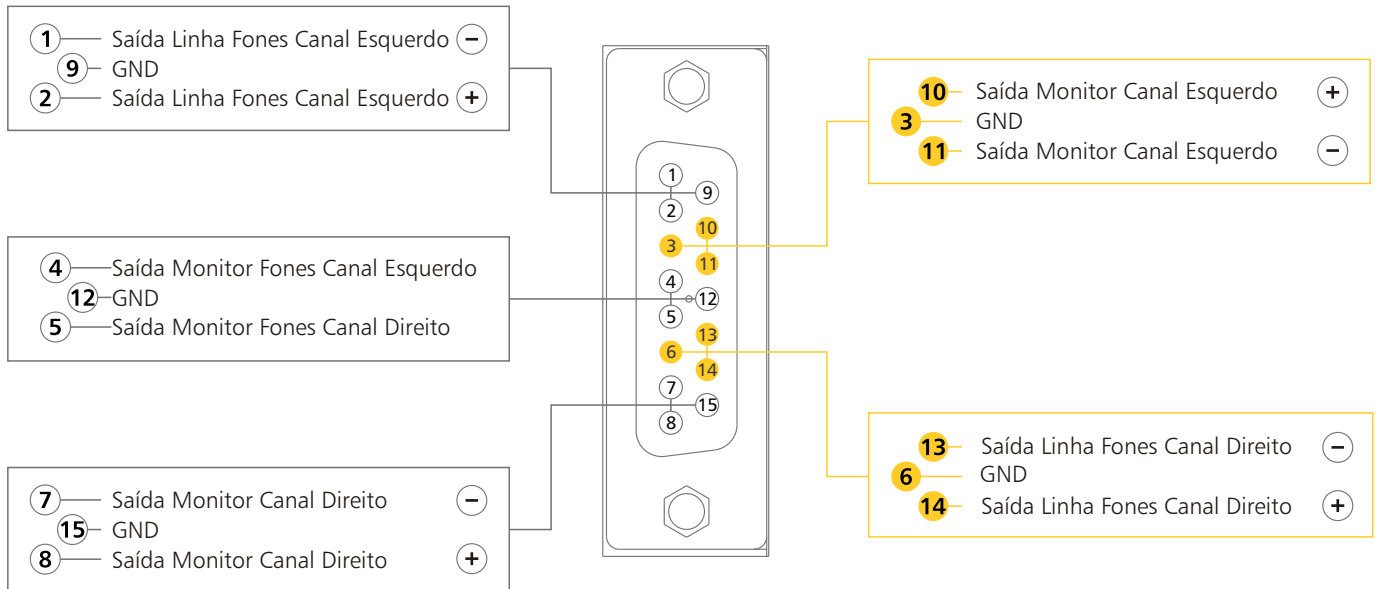 1 Saída Linha Fones Canal Esquerdo −
9 GND
2 Saída Linha Fones Canal Esquerdo +
4 Saída Monitor Fones Canal Esquerdo
12 GND
5 Saída Monitor Fones Canal Direito
7 Saída Monitor Canal Direito −
15 GND
8 Saída Monitor Canal Direito +
1
9
2
10
3
11
4
12
5
13
6
14
7
15
8
10 Saída Monitor Canal Esquerdo +
3 GND
11 Saída Monitor Canal Esquerdo −
13 Saída Linha Fones Canal Direito −
6 GND
14 Saída Linha Fones Canal Direito +